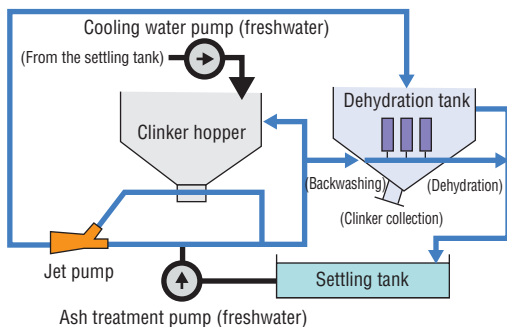 Cooling water pump (freshwater)
(From the settling tank)
Clinker hopper
Dehydration tank
(Backwashing)
(Dehydration)
(Clinker collection)
Jet pump
Settling tank
Ash treatment pump (freshwater)